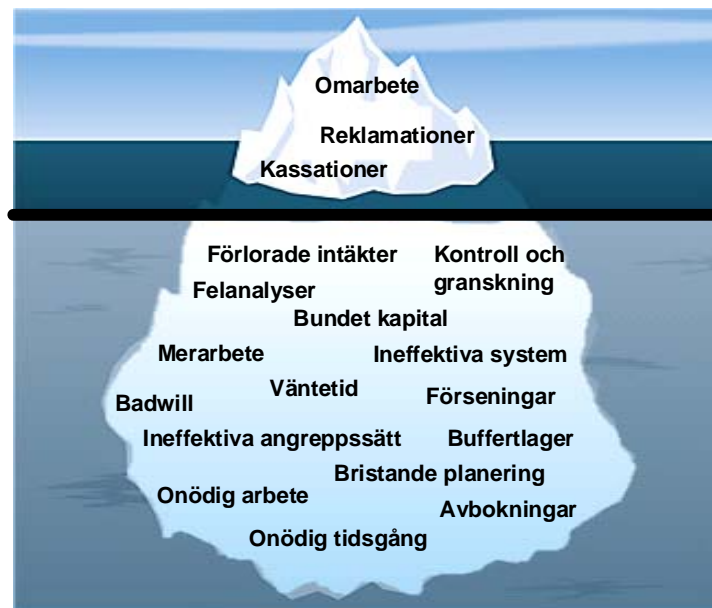 Omarbete
Reklamationer
Kassationer
Förlorade intäkter
Kontroll och
granskning
Felanalyser
Bundet kapital
Merarbete
Ineffektiva system
Väntetid
Förseningar
Badwill
Ineffektiva angreppssätt
Buffertlager
Bristande planering
Onödig arbete
Avbokningar
Onödig tidsgång